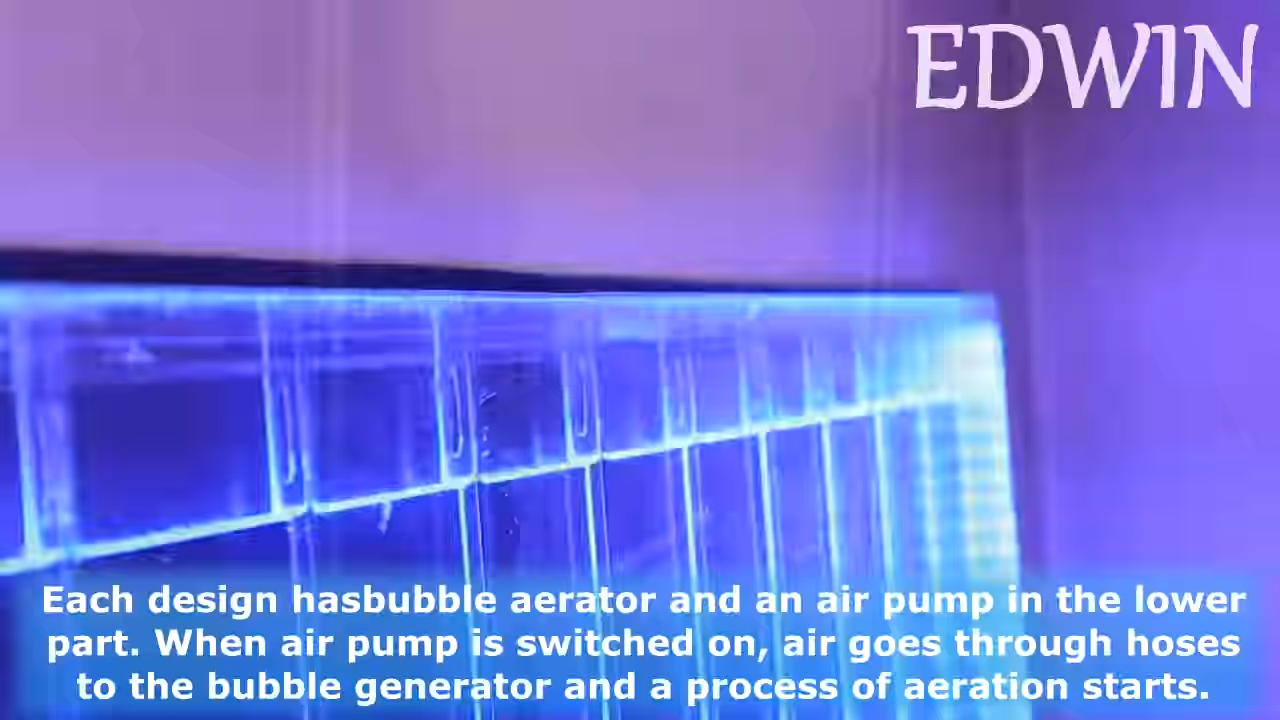 EDWIN
Each design hasbubble aerator and an air pump in the lower
part. When air pump is switched on, air goes through hoses
to the bubble generator and a process of aeration starts.